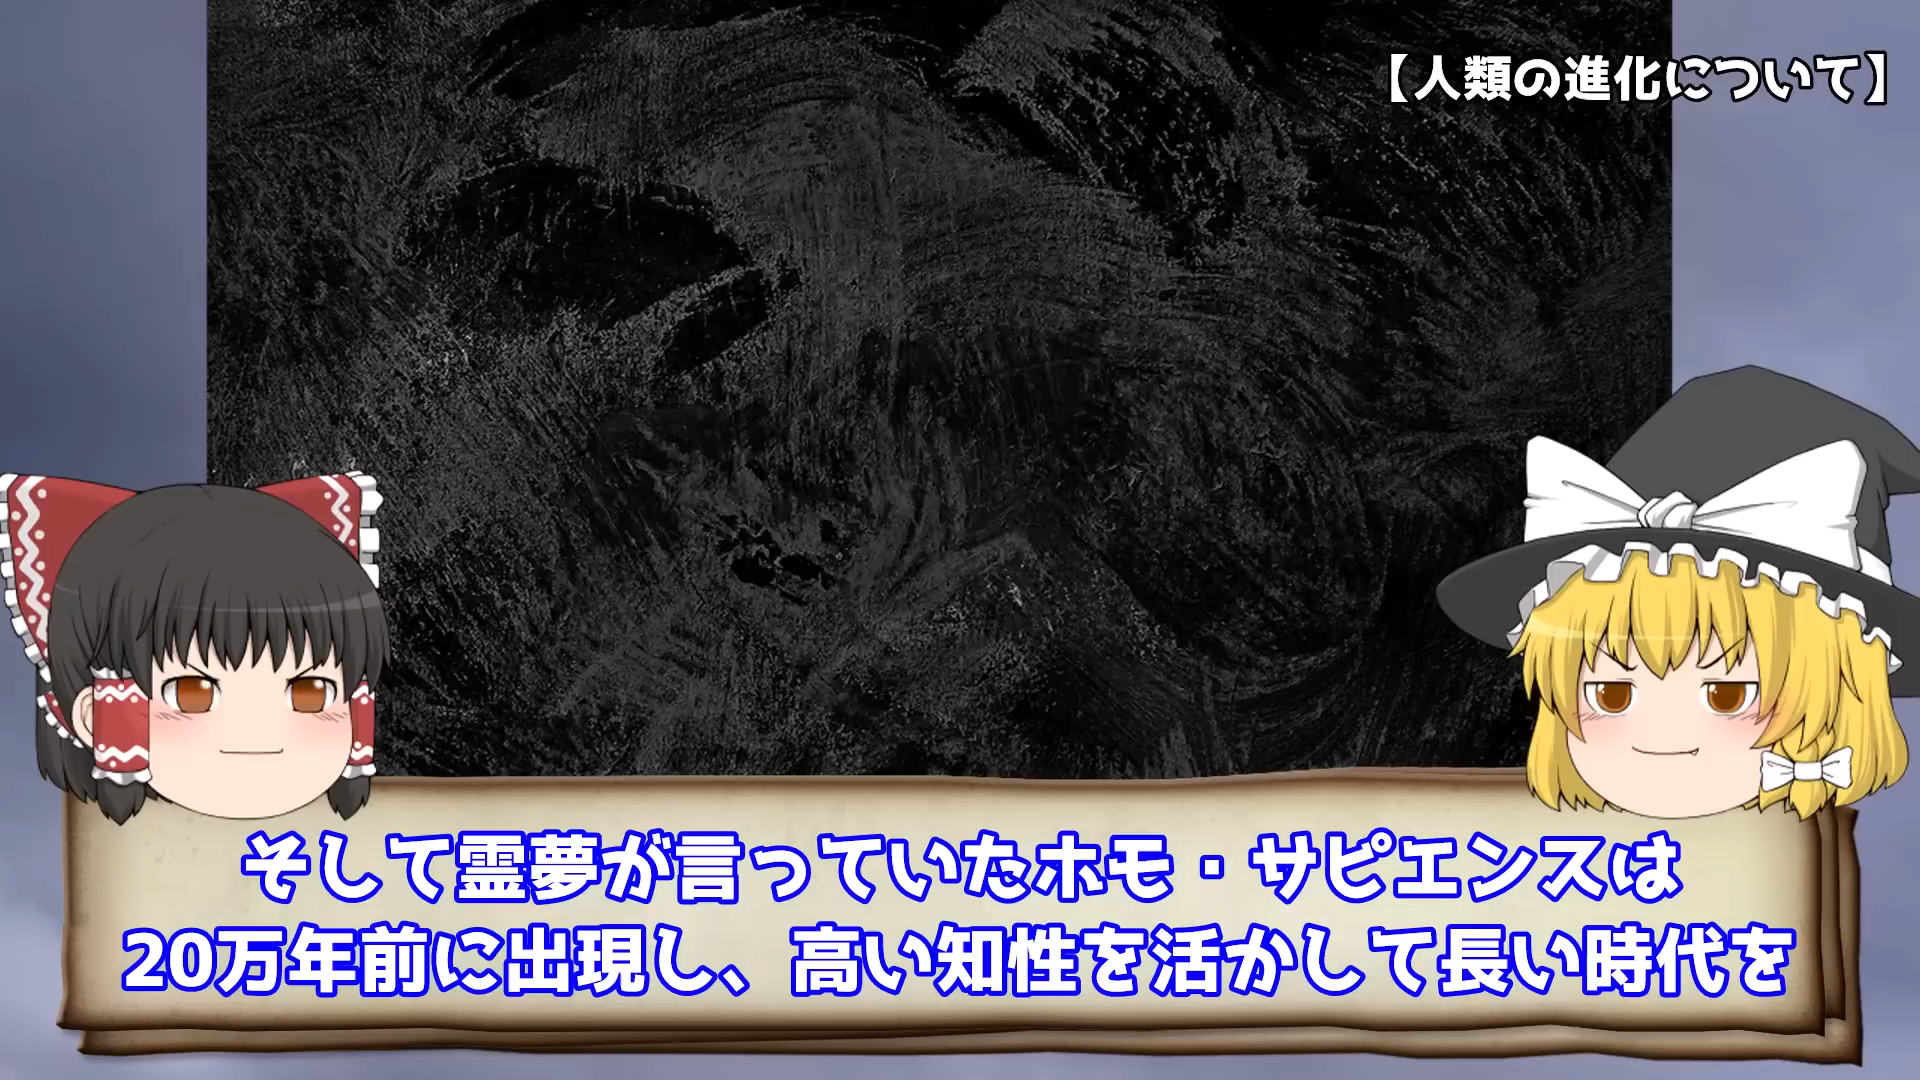 【人類の進化について】
そして霊夢が言っていたホモ・サピエンスは
20万年前に出現し、高い知性を活かして長い時代を